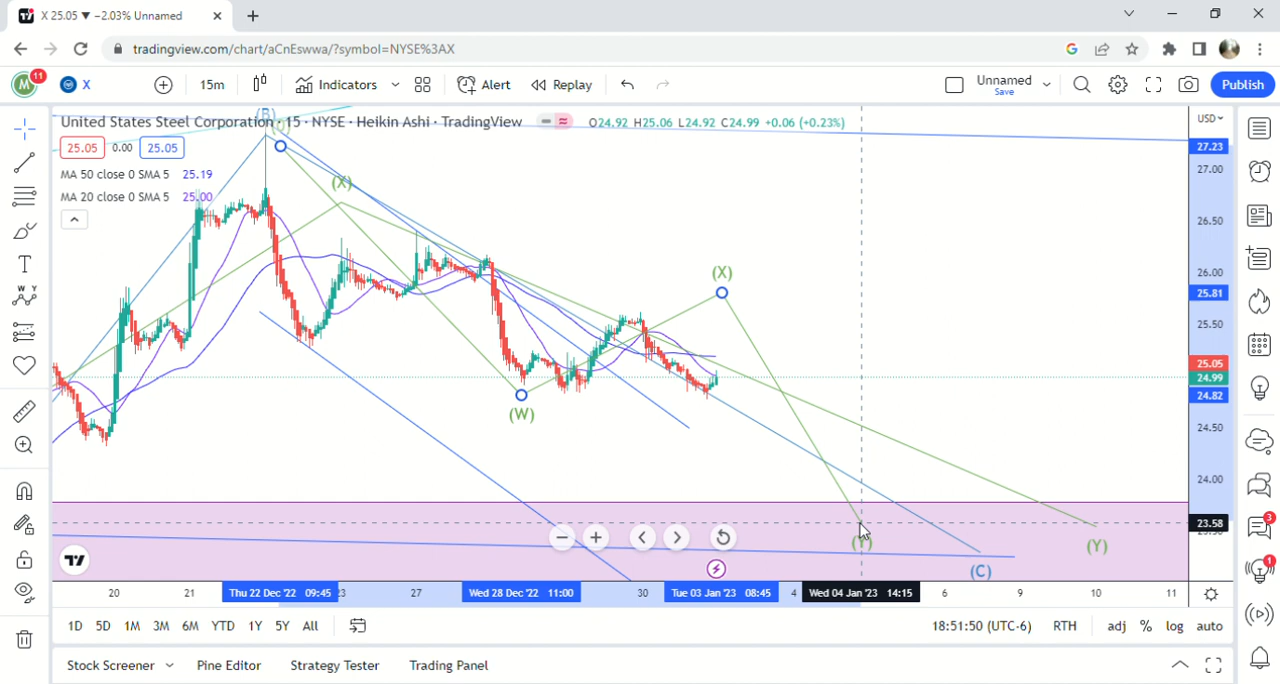 X 25.05 ▼ −2.03% Unnamed
tradingview.com/chart/aCnEswwa/?symbol=NYSE%3AX
M 11 X 15m Indicators Alert Replay Unnamed Save Publish
United States Steel Corporation · 15 · NYSE · Heikin Ashi · TradingView O24.92 H25.06 L24.92 C24.99 +0.06 (+0.23%)
USD
25.05 0.00 25.05
MA 50 close 0 SMA 5 25.19
MA 20 close 0 SMA 5 25.00
(B)
(X)
(X)
(W)
(Y)
(Y)
(C)
27.23
27.00
26.50
26.00
25.81
25.50
25.05
24.99
24.82
24.50
24.00
23.58
20 21 Thu 22 Dec '22 09:45 23 27 Wed 28 Dec '22 11:00 30 Tue 03 Jan '23 08:45 4 Wed 04 Jan '23 14:15 6 9 10 11
1D 5D 1M 3M 6M YTD 1Y 5Y All 18:51:50 (UTC-6) RTH adj % log auto
Stock Screener Pine Editor Strategy Tester Trading Panel
3
1